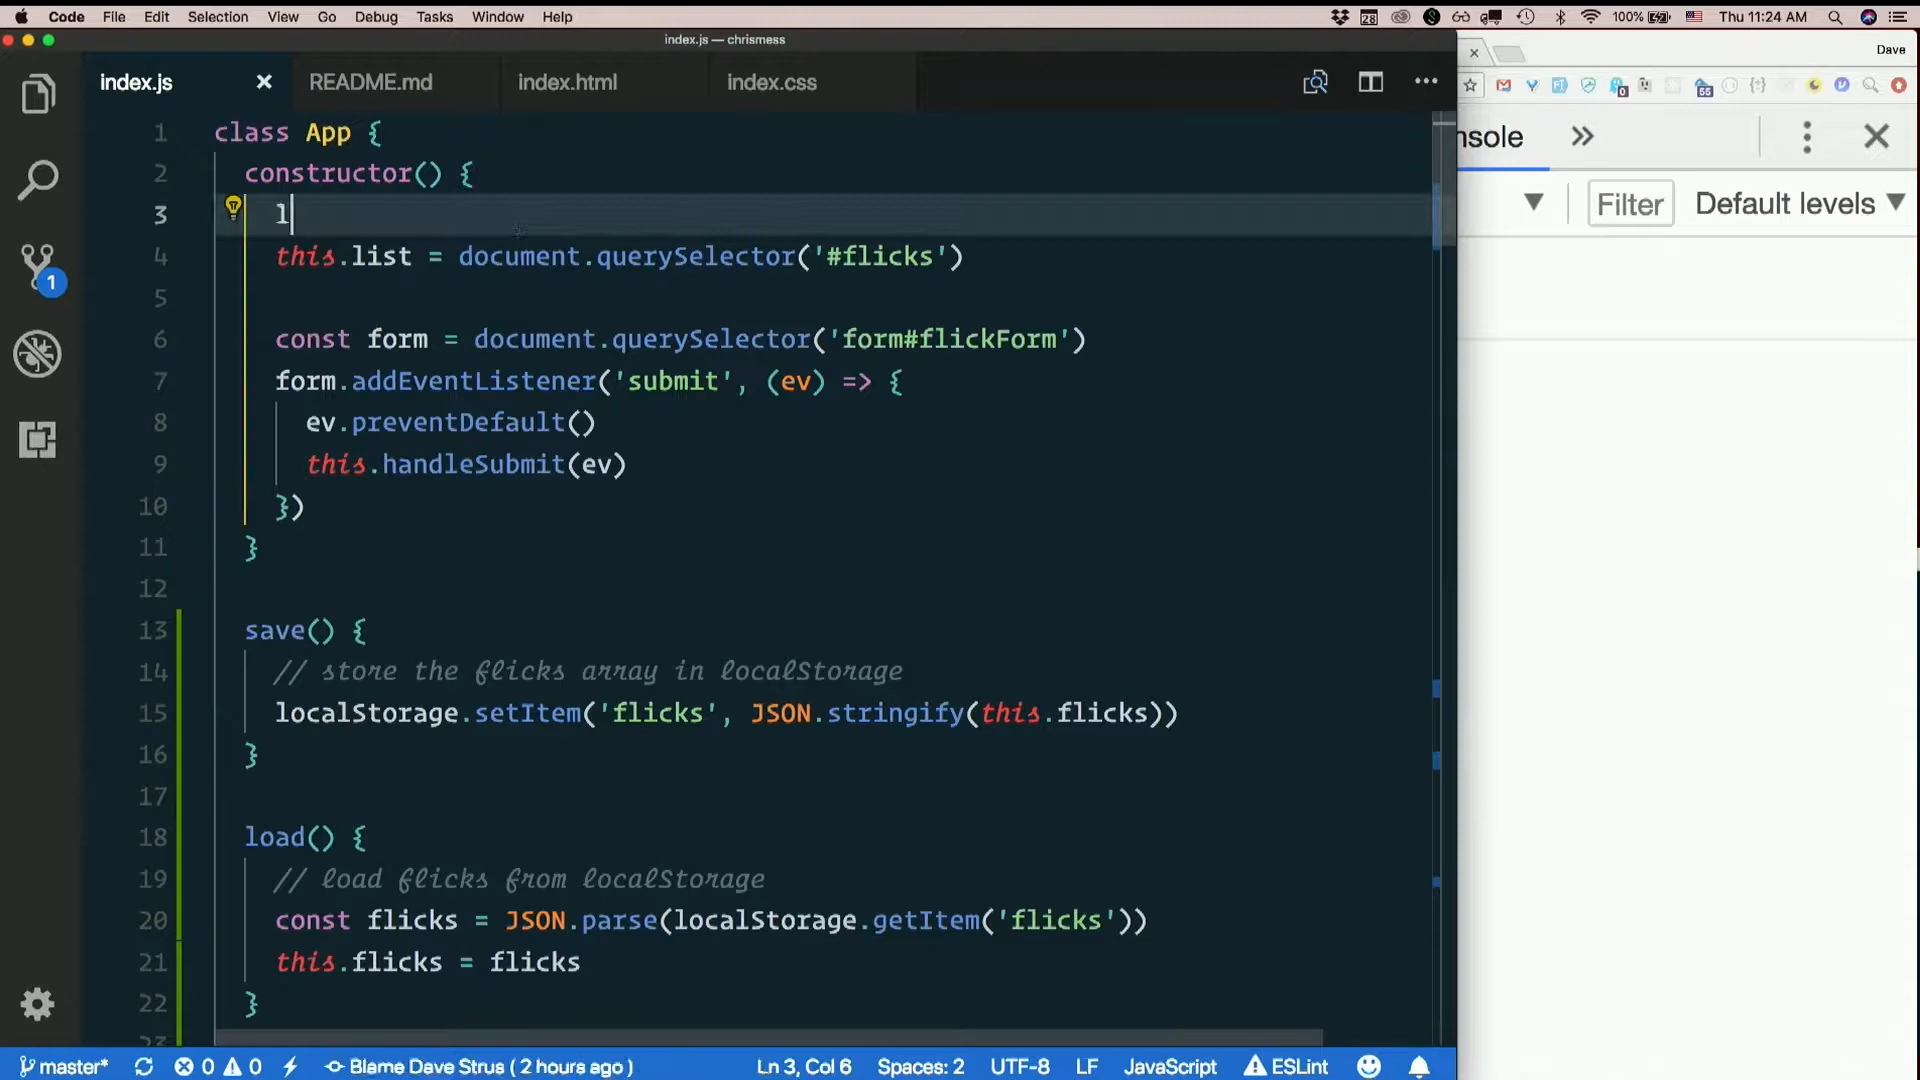 Code File Edit Selection View Go Debug Tasks Window Help
28 S 100% Thu 11:24 AM
index.js — chrismess
Dave
index.js README.md index.html index.css
0 55
1 class App {
2 constructor() {
3 l
4 this.list = document.querySelector('#flicks')
5
6 const form = document.querySelector('form#flickForm')
7 form.addEventListener('submit', (ev) => {
8 ev.preventDefault()
9 this.handleSubmit(ev)
10 })
11 }
12
13 save() {
14 // store the flicks array in localStorage
15 localStorage.setItem('flicks', JSON.stringify(this.flicks))
16 }
17
18 load() {
19 // load flicks from localStorage
20 const flicks = JSON.parse(localStorage.getItem('flicks'))
21 this.flicks = flicks
22 }
23
1
nsole »
Filter Default levels
master* 0 0 Blame Dave Strus ( 2 hours ago ) Ln 3, Col 6 Spaces: 2 UTF-8 LF JavaScript ESLint